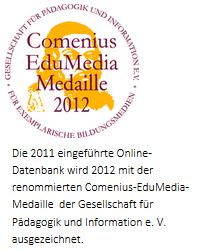 GESELLSCHAFT FÜR PÄDAGOGIK UND INFORMATION E.V.
Comenius
EduMedia
Medaille
2012
* FÜR EXEMPLARISCHE BILDUNGSMEDIEN *
Die 2011 eingeführte Online-
Datenbank wird 2012 mit der
renommierten Comenius-EduMedia-
Medaille der Gesellschaft für
Pädagogik und Information e. V.
ausgezeichnet.